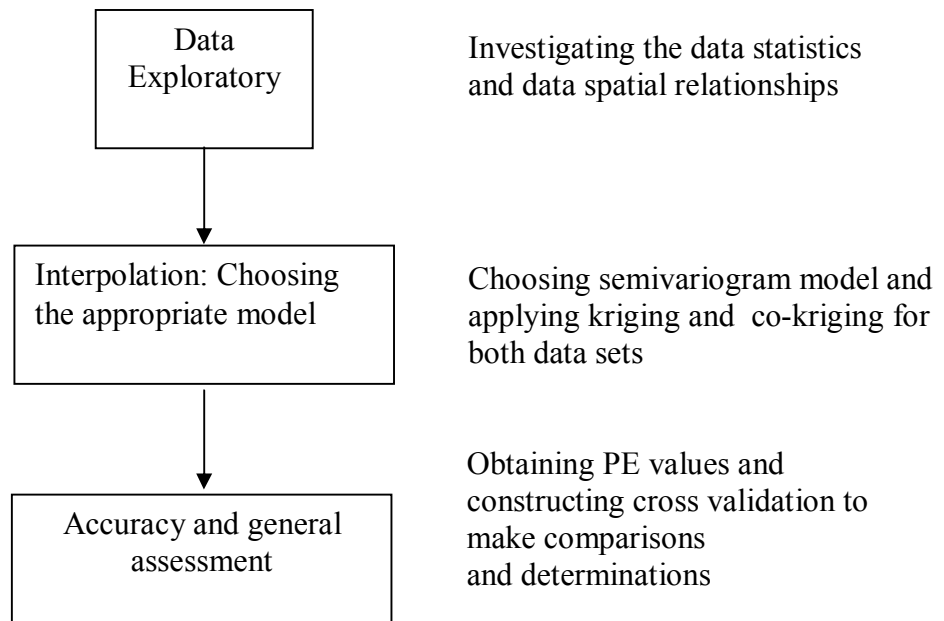 Data
Exploratory
Investigating the data statistics
and data spatial relationships
Interpolation: Choosing
the appropriate model
Choosing semivariogram model and
applying kriging and co-kriging for
both data sets
Accuracy and general
assessment
Obtaining PE values and
constructing cross validation to
make comparisons
and determinations